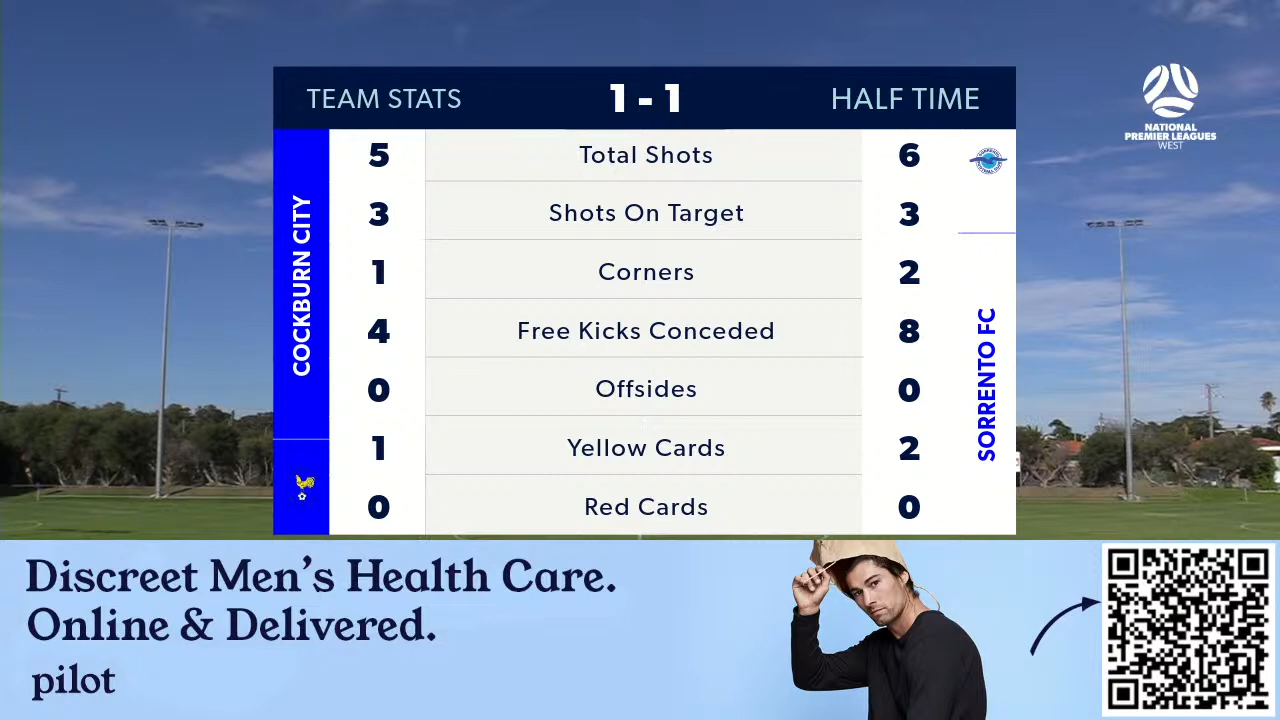 TEAM STATS 1 - 1 HALF TIME
COCKBURN CITY
SORRENTO FC
5 Total Shots 6
3 Shots On Target 3
1 Corners 2
4 Free Kicks Conceded 8
0 Offsides 0
1 Yellow Cards 2
0 Red Cards 0
NATIONAL
PREMIER LEAGUES
WEST
Discreet Men's Health Care.
Online & Delivered.
pilot